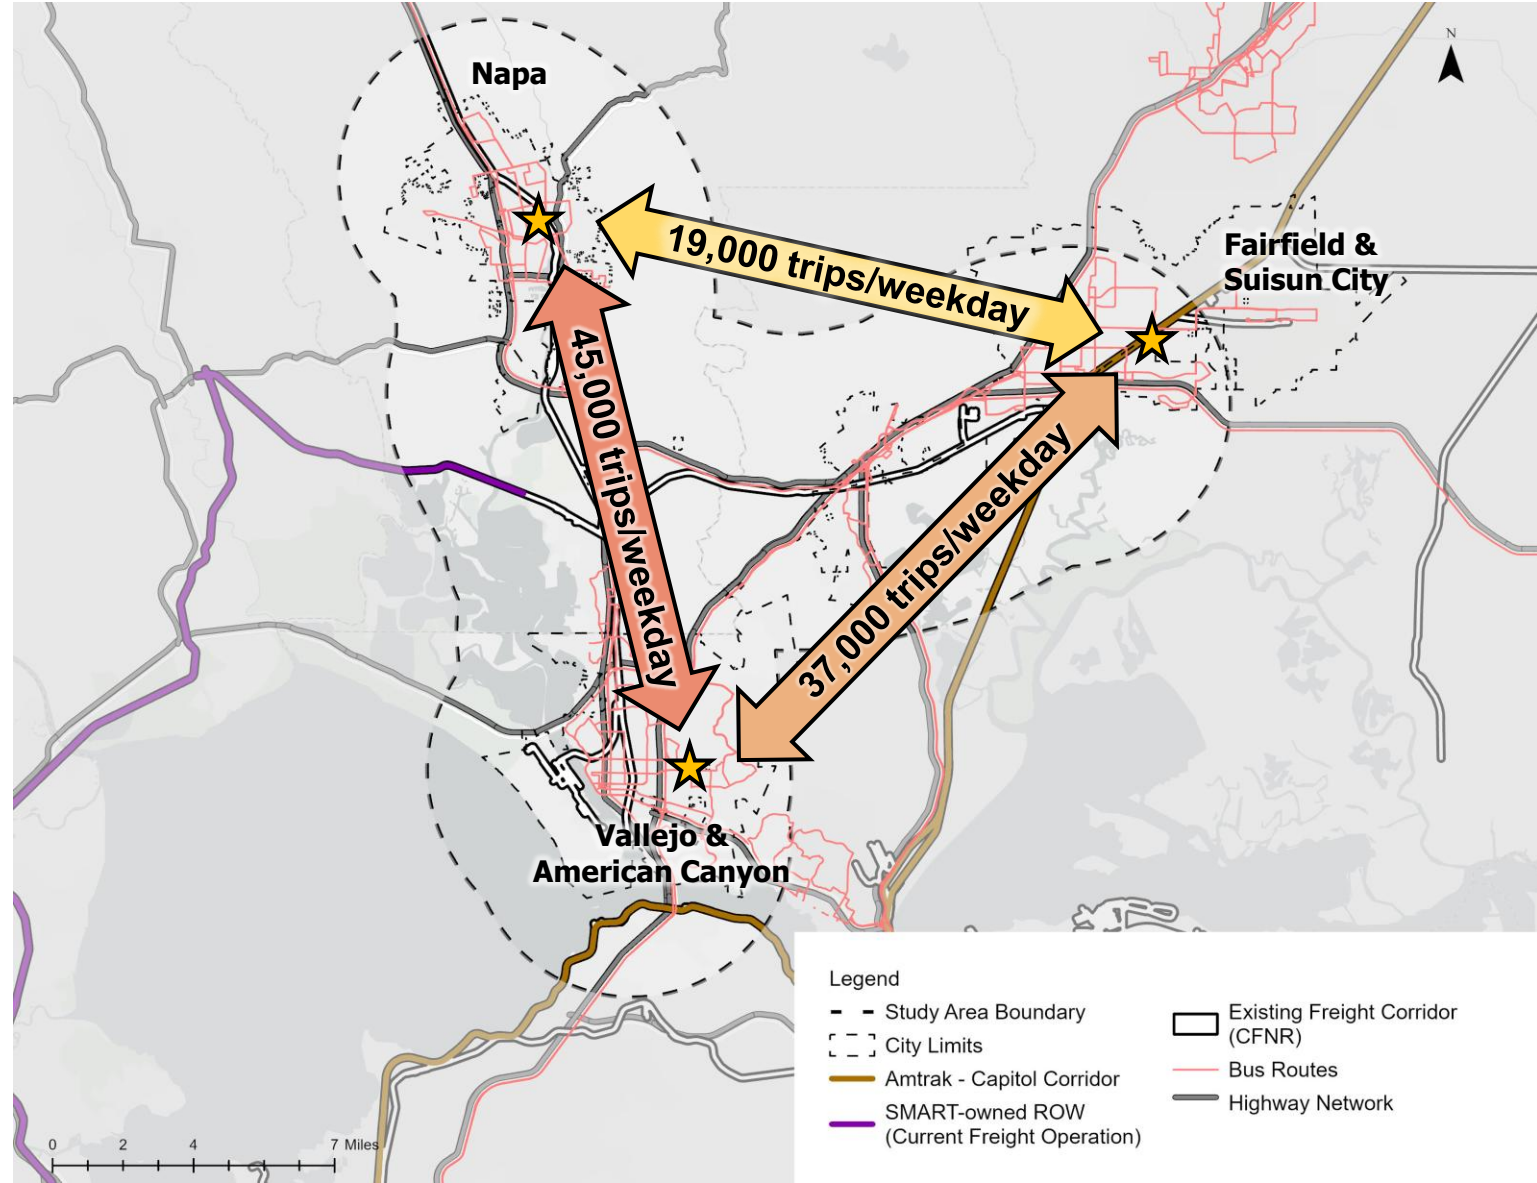 Napa
N
19,000 trips/weekday
Fairfield &
Suisun City
45,000 trips/weekday
37,000 trips/weekday
Vallejo &
American Canyon
Legend
Study Area Boundary
City Limits
Amtrak - Capitol Corridor
SMART-owned ROW
(Current Freight Operation)
Existing Freight Corridor
(CFNR)
Bus Routes
Highway Network
0 2 4 7 Miles